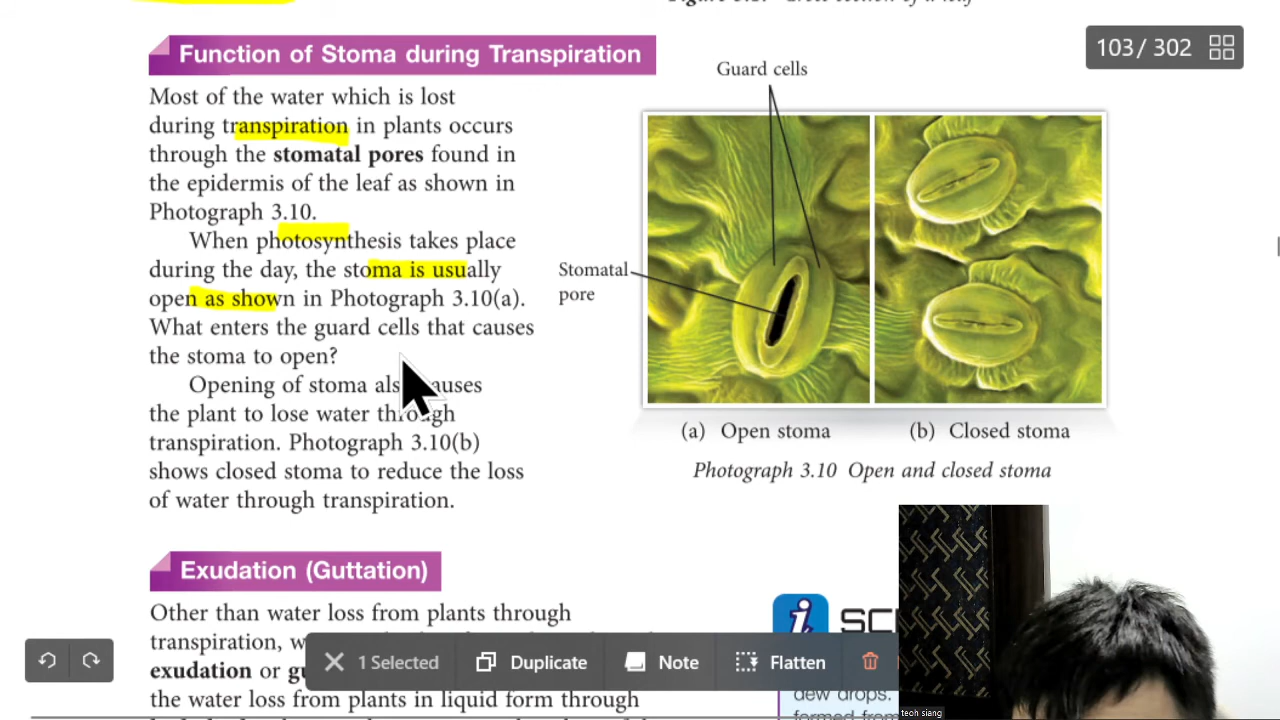 103 / 302
Function of Stoma during Transpiration
Most of the water which is lost
during transpiration in plants occurs
through the stomatal pores found in
the epidermis of the leaf as shown in
Photograph 3.10.
When photosynthesis takes place
during the day, the stoma is usually
open as shown in Photograph 3.10(a).
What enters the guard cells that causes
the stoma to open?
Opening of stoma also causes
the plant to lose water through
transpiration. Photograph 3.10(b)
shows closed stoma to reduce the loss
of water through transpiration.
Guard cells
Stomatal
pore
(a) Open stoma
(b) Closed stoma
Photograph 3.10 Open and closed stoma
Exudation (Guttation)
Other than water loss from plants through
transpiration,
exudation or
the water loss from plants in liquid form through
1 Selected
Duplicate
Note
Flatten
dew drops.
formed from
teoh siang